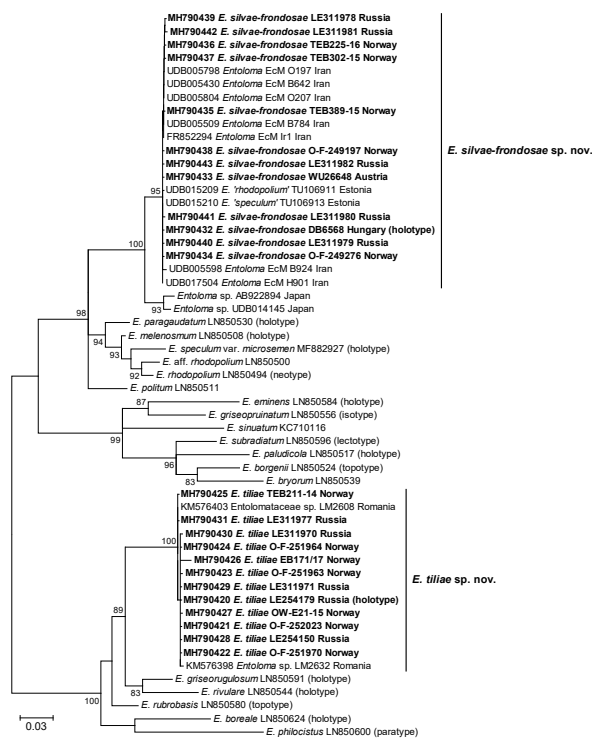 MH790439 E. silvae-frondosae LE311978 Russia
MH790442 E. silvae-frondosae LE311981 Russia
MH790436 E. silvae-frondosae TEB225-16 Norway
MH790437 E. silvae-frondosae TEB302-15 Norway
UDB005798 Entoloma EcM O197 Iran
UDB005430 Entoloma EcM B642 Iran
UDB005804 Entoloma EcM O207 Iran
MH790435 E. silvae-frondosae TEB389-15 Norway
UDB005509 Entoloma EcM B784 Iran
FR852294 Entoloma EcM Ir1 Iran
MH790438 E. silvae-frondosae O-F-249197 Norway
E. silvae-frondosae sp. nov.
MH790443 E. silvae-frondosae LE311982 Russia
MH790433 E. silvae-frondosae WU26648 Austria
UDB015209 E. 'rhodopolium' TU106911 Estonia
95
UDB015210 E. 'speculum' TU106913 Estonia
MH790441 E. silvae-frondosae LE311980 Russia
MH790432 E. silvae-frondosae DB6568 Hungary (holotype)
MH790440 E. silvae-frondosae LE311979 Russia
100
MH790434 E. silvae-frondosae O-F-249276 Norway
UDB005598 Entoloma EcM B924 Iran
UDB017504 Entoloma EcM H901 Iran
Entoloma sp. AB922894 Japan
93
Entoloma sp. UDB014145 Japan
98
E. paragaudatum LN850530 (holotype)
94
E. melenosmum LN850508 (holotype)
93
E. speculum var. microsemen MF882927 (holotype)
E. aff. rhodopolium LN850500
92
E. rhodopolium LN850494 (neotype)
E. politum LN850511
87
E. eminens LN850584 (holotype)
E. griseopruinatum LN850556 (isotype)
99
E. sinuatum KC710116
E. subradiatum LN850596 (lectotype)
96
E. paludicola LN850517 (holotype)
E. borgenii LN850524 (topotype)
83
E. bryorum LN850539
MH790425 E. tiliae TEB211-14 Norway
KM576403 Entolomataceae sp. LM2608 Romania
MH790431 E. tiliae LE311977 Russia
MH790430 E. tiliae LE311970 Russia
100
MH790424 E. tiliae O-F-251964 Norway
MH790426 E. tiliae EB171/17 Norway
MH790423 E. tiliae O-F-251963 Norway
E. tiliae sp. nov.
MH790429 E. tiliae LE311971 Russia
MH790420 E. tiliae LE254179 Russia (holotype)
89
MH790427 E. tiliae OW-E21-15 Norway
MH790421 E. tiliae O-F-252023 Norway
MH790428 E. tiliae LE254150 Russia
MH790422 E. tiliae O-F-251970 Norway
KM576398 Entoloma sp. LM2632 Romania
E. griseorugulosum LN850591 (holotype)
83
E. rivulare LN850544 (holotype)
100
E. rubrobasis LN850580 (topotype)
E. boreale LN850624 (holotype)
E. philocistus LN850600 (paratype)
0.03